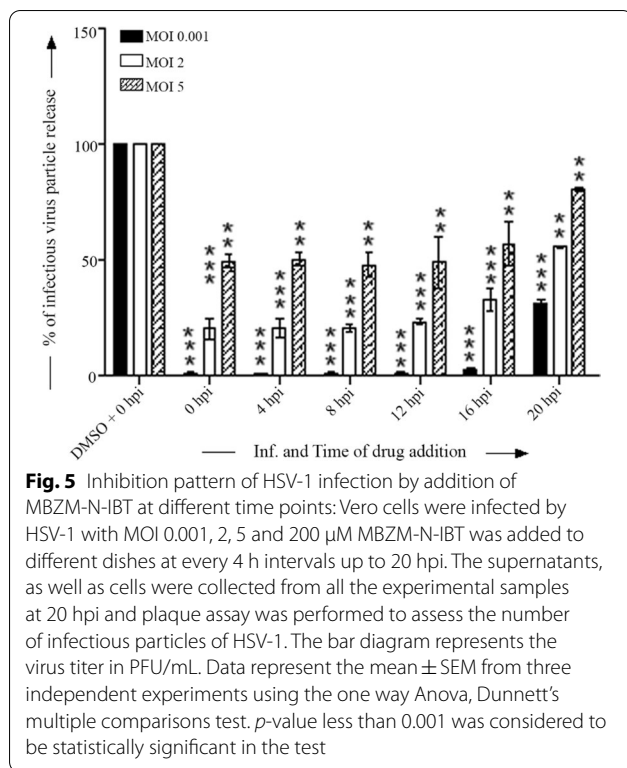 150
100
50
0
% of infectious virus particle release
MOI 0.001
MOI 2
MOI 5
*** *** **
*** *** **
*** *** **
*** *** **
*** *** **
*** ** **
DMSO + 0 hpi
0 hpi
4 hpi
8 hpi
12 hpi
16 hpi
20 hpi
Inf. and Time of drug addition
Fig. 5 Inhibition pattern of HSV-1 infection by addition of
MBZM-N-IBT at different time points: Vero cells were infected by
HSV-1 with MOI 0.001, 2, 5 and 200 µM MBZM-N-IBT was added to
different dishes at every 4 h intervals up to 20 hpi. The supernatants,
as well as cells were collected from all the experimental samples
at 20 hpi and plaque assay was performed to assess the number
of infectious particles of HSV-1. The bar diagram represents the
virus titer in PFU/mL. Data represent the mean ± SEM from three
independent experiments using the one way Anova, Dunnett's
multiple comparisons test. p-value less than 0.001 was considered to
be statistically significant in the test